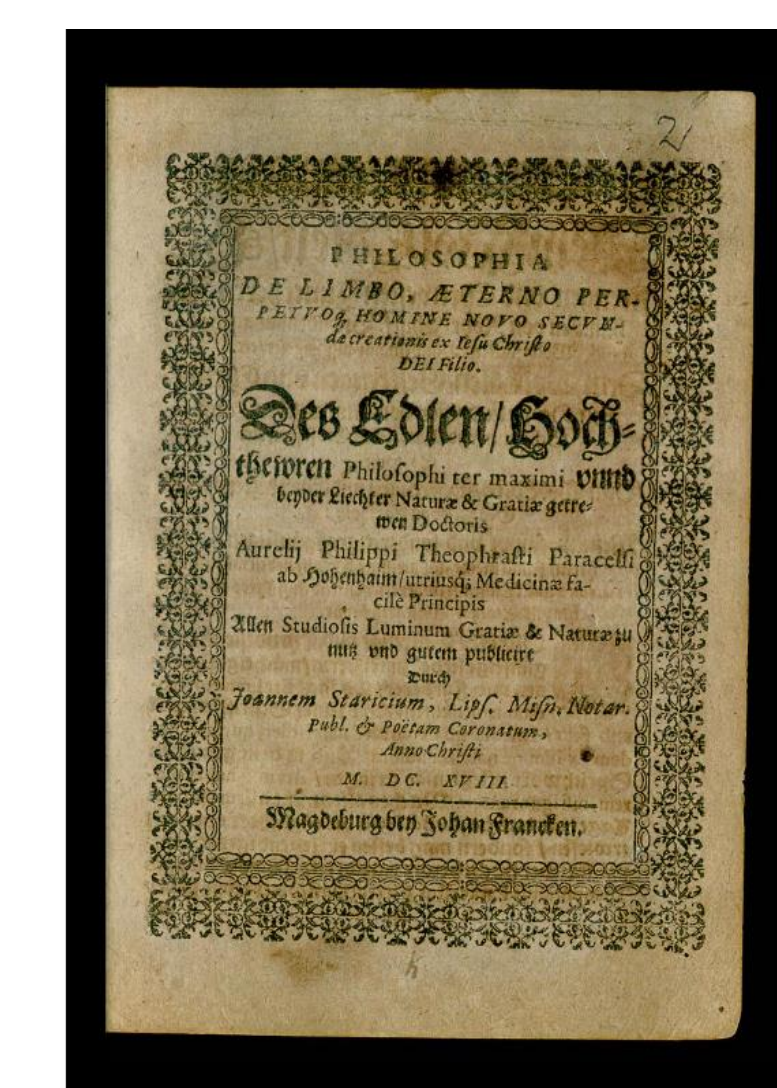 2
PHILOSOPHIA
DE LIMBO, ÆTERNO PER-
PETVOq́, HOMINE NOVO SECVN-
dæ creationis ex Iesu Christo
DEI Filio.
Des Edlen/Hoch-
thewren Philosophi ter maximi vnnd
beyder Liechter Naturæ & Gratiæ getre-
wen Doctoris
Aurelij Philippi Theophrasti Paracelsi
ab Hohenhaim/utriusq́; Medicinæ fa-
cilè Principis
Allen Studiosis Luminum Gratiæ & Naturæ zu
nutz vnd gutem publicirt
Durch
Joannem Staricium, Lips. Misn. Notar.
Publ. & Poëtam Coronatum,
Anno Christi
M. DC. XVIII.
Magdeburg bey Johan Francken.